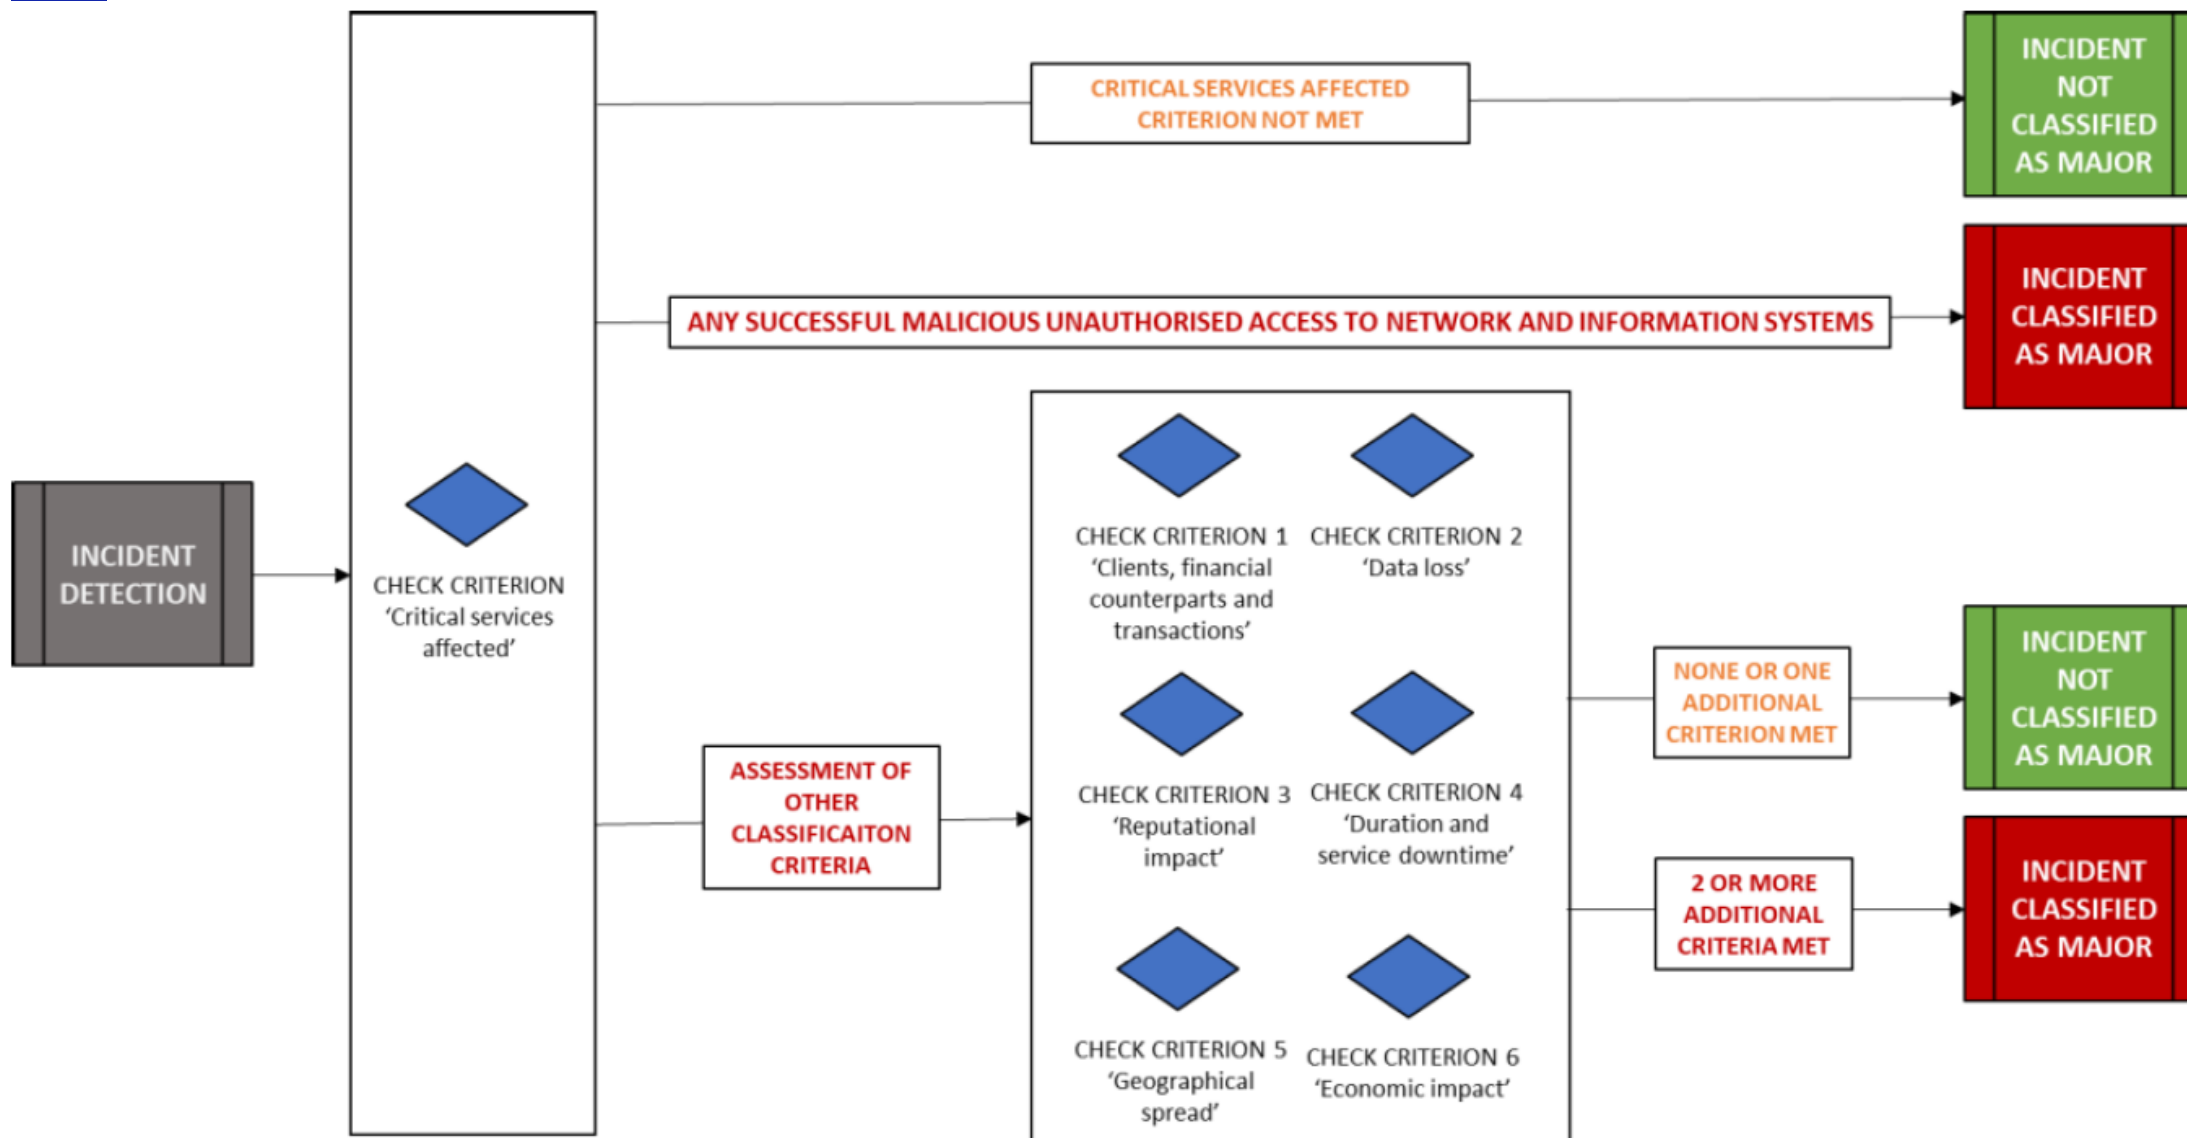 INCIDENT
DETECTION
CHECK CRITERION
‘Critical services
affected’
CRITICAL SERVICES AFFECTED
CRITERION NOT MET
INCIDENT
NOT
CLASSIFIED
AS MAJOR
ANY SUCCESSFUL MALICIOUS UNAUTHORISED ACCESS TO NETWORK AND INFORMATION SYSTEMS
INCIDENT
CLASSIFIED
AS MAJOR
ASSESSMENT OF
OTHER
CLASSIFICAITON
CRITERIA
CHECK CRITERION 1
‘Clients, financial
counterparts and
transactions’
CHECK CRITERION 2
‘Data loss’
CHECK CRITERION 3
‘Reputational
impact’
CHECK CRITERION 4
‘Duration and
service downtime’
CHECK CRITERION 5
‘Geographical
spread’
CHECK CRITERION 6
‘Economic impact’
NONE OR ONE
ADDITIONAL
CRITERION MET
INCIDENT
NOT
CLASSIFIED
AS MAJOR
2 OR MORE
ADDITIONAL
CRITERIA MET
INCIDENT
CLASSIFIED
AS MAJOR